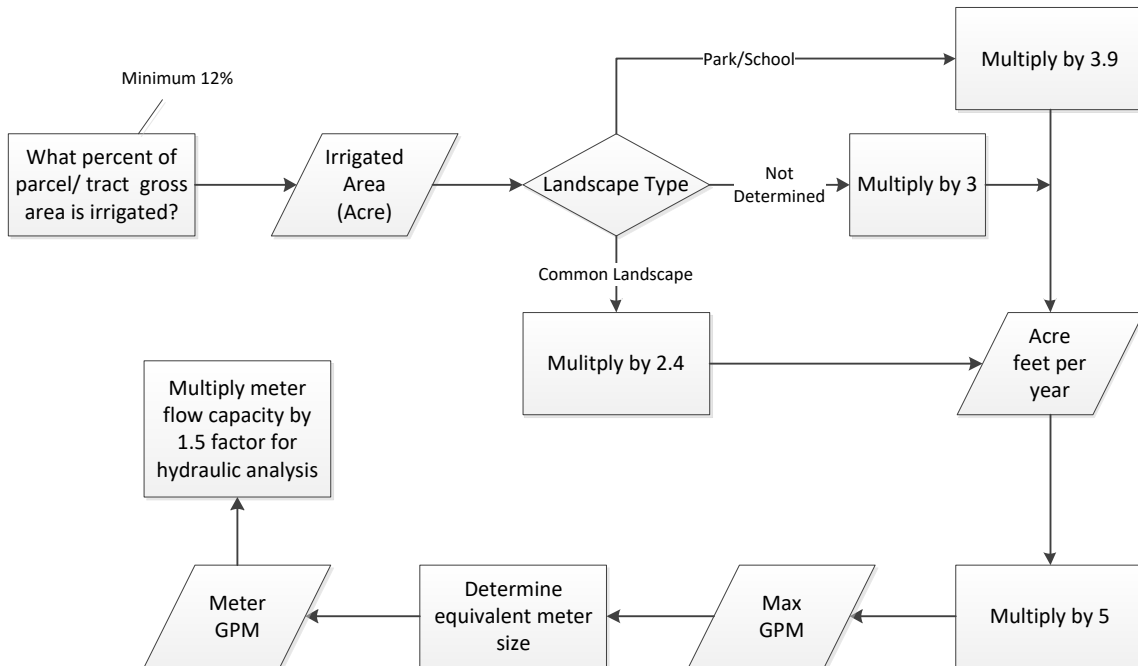 Minimum 12%
What percent of
parcel/ tract  gross
area is irrigated?
Irrigated
Area
(Acre)
Landscape Type
Park/School
Multiply by 3.9
Not
Determined
Multiply by 3
Common Landscape
Mulitply by 2.4
Acre
feet per
year
Multiply by 5
Max
GPM
Determine
equivalent meter
size
Meter
GPM
Multiply meter
flow capacity by
1.5 factor for
hydraulic analysis